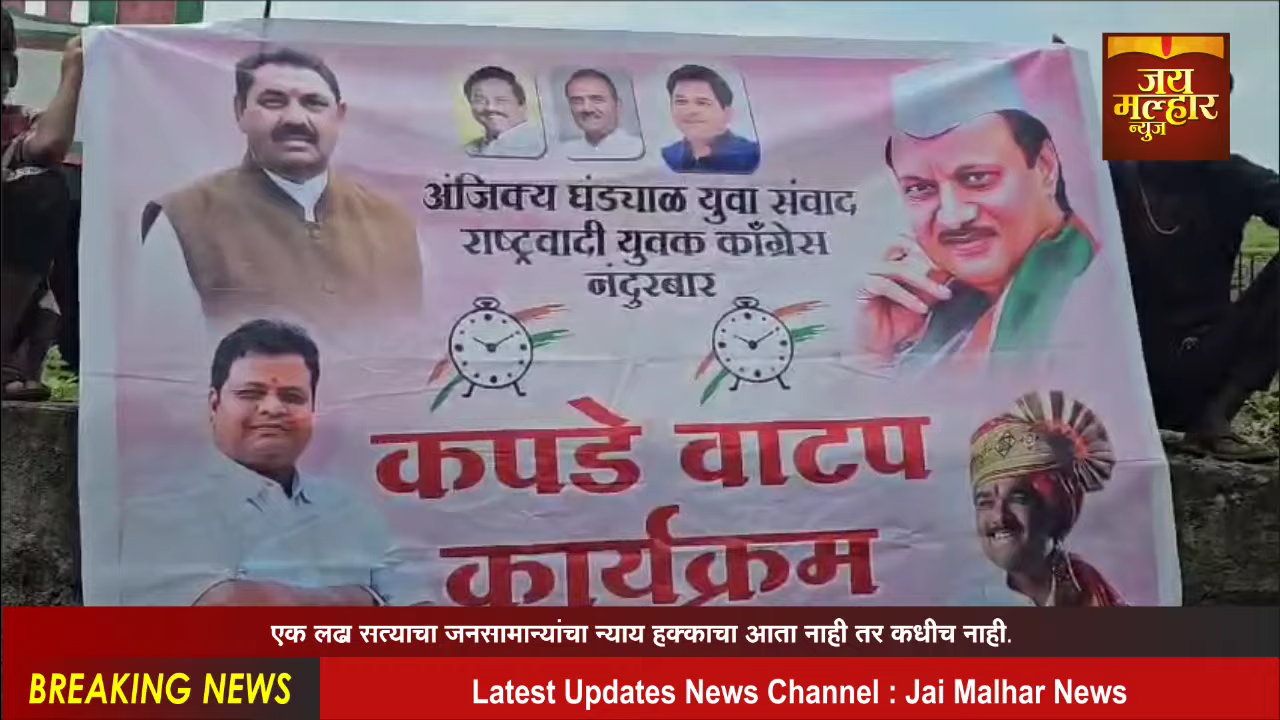 जय
मल्हार
न्युज
अंजिक्य घंड्याळ युवा संवाद
राष्ट्रवादी युवक काँग्रेस
नंदुरबार
कपडे वाटप
कार्यक्रम
एक लढा सत्याचा जनसामान्यांचा न्याय हक्काचा आता नाही तर कधीच नाही.
BREAKING NEWS
Latest Updates News Channel : Jai Malhar News